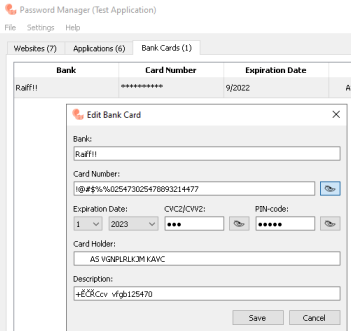 Password Manager (Test Application)
File Settings Help
Websites (7) Applications (6) Bank Cards (1)
Bank Card Number Expiration Date
Raiff!! ********** 9/2022 A
Edit Bank Card
Bank:
Raiff!!
Card Number:
!@#$%%025473025478893214477
Expiration Date: CVC2/CVV2: PIN-code:
1 2023 ●●● ●●●●●
Card Holder:
AS VGNPLRLKJM KAVC
Description:
+ĚČŘCcv vfgb125470
Save Cancel